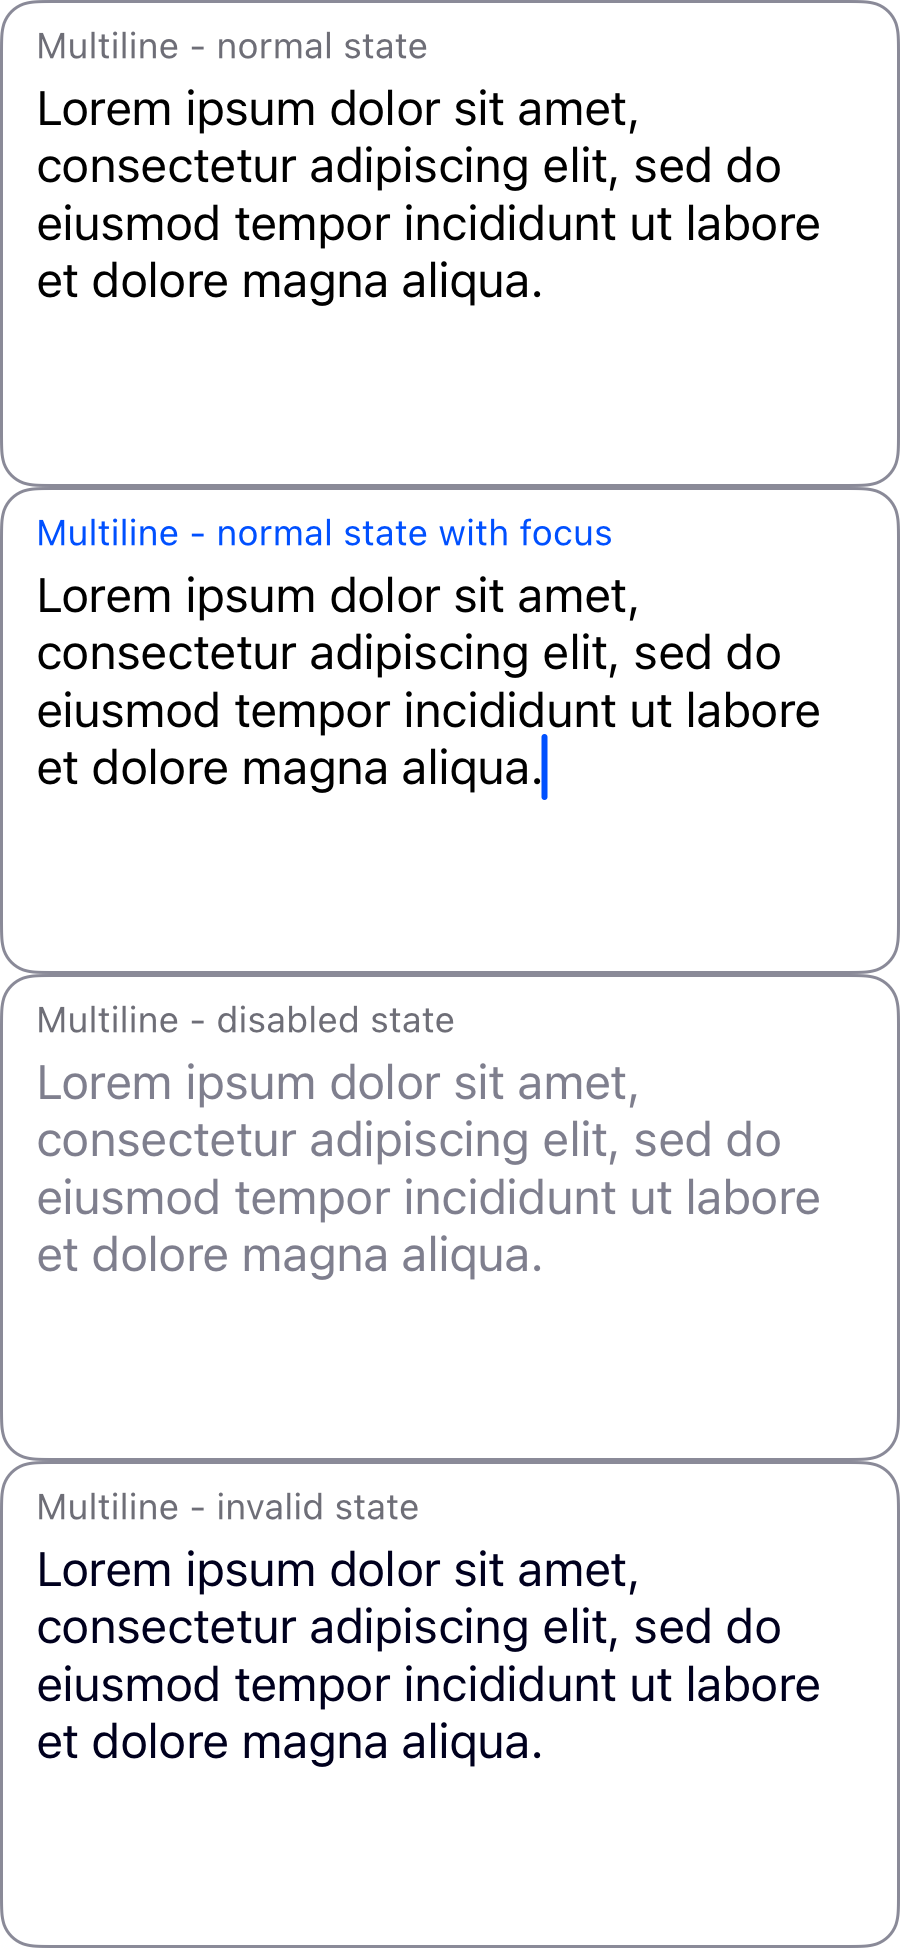 Multiline - normal state
Lorem ipsum dolor sit amet,
consectetur adipiscing elit, sed do
eiusmod tempor incididunt ut labore
et dolore magna aliqua.
Multiline - normal state with focus
Lorem ipsum dolor sit amet,
consectetur adipiscing elit, sed do
eiusmod tempor incididunt ut labore
et dolore magna aliqua.
Multiline - disabled state
Lorem ipsum dolor sit amet,
consectetur adipiscing elit, sed do
eiusmod tempor incididunt ut labore
et dolore magna aliqua.
Multiline - invalid state
Lorem ipsum dolor sit amet,
consectetur adipiscing elit, sed do
eiusmod tempor incididunt ut labore
et dolore magna aliqua.